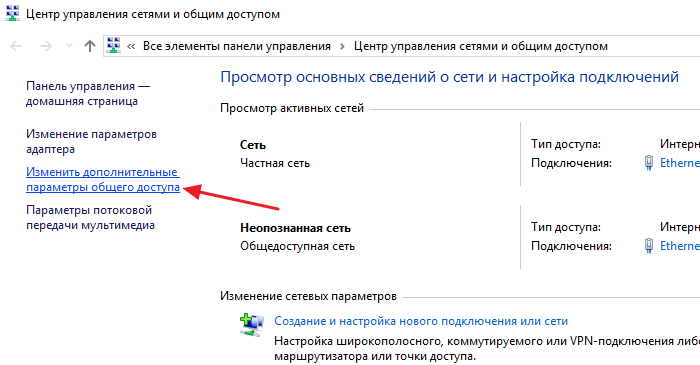 Центр управления сетями и общим доступом
« Все элементы панели управления › Центр управления сетями и общим доступом
Панель управления —
домашняя страница
Изменение параметров
адаптера
Изменить дополнительные
параметры общего доступа
Параметры потоковой
передачи мультимедиа
Просмотр основных сведений о сети и настройка подключений
Просмотр активных сетей
Сеть
Частная сеть
Тип доступа: Интерн
Подключения: Etherne
Неопознанная сеть
Общедоступная сеть
Тип доступа: Интерн
Подключения: Etherne
Изменение сетевых параметров
Создание и настройка нового подключения или сети
Настройка широкополосного, коммутируемого или VPN-подключения либе
маршрутизатора или точки доступа.